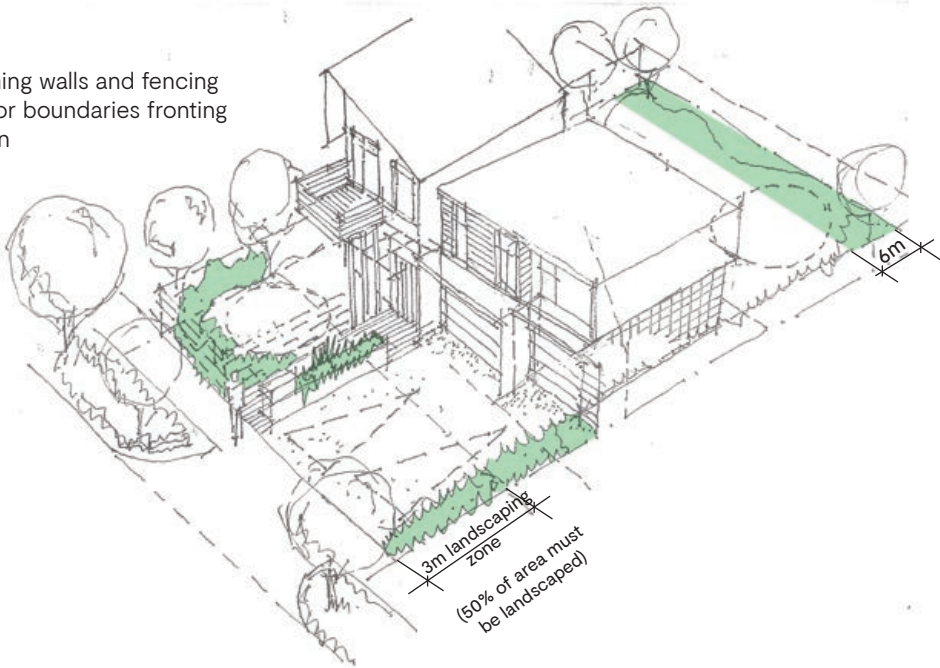 ning walls and fencing
or boundaries fronting
n
6m
3m landscaping
zone
(50% of area must
be landscaped)